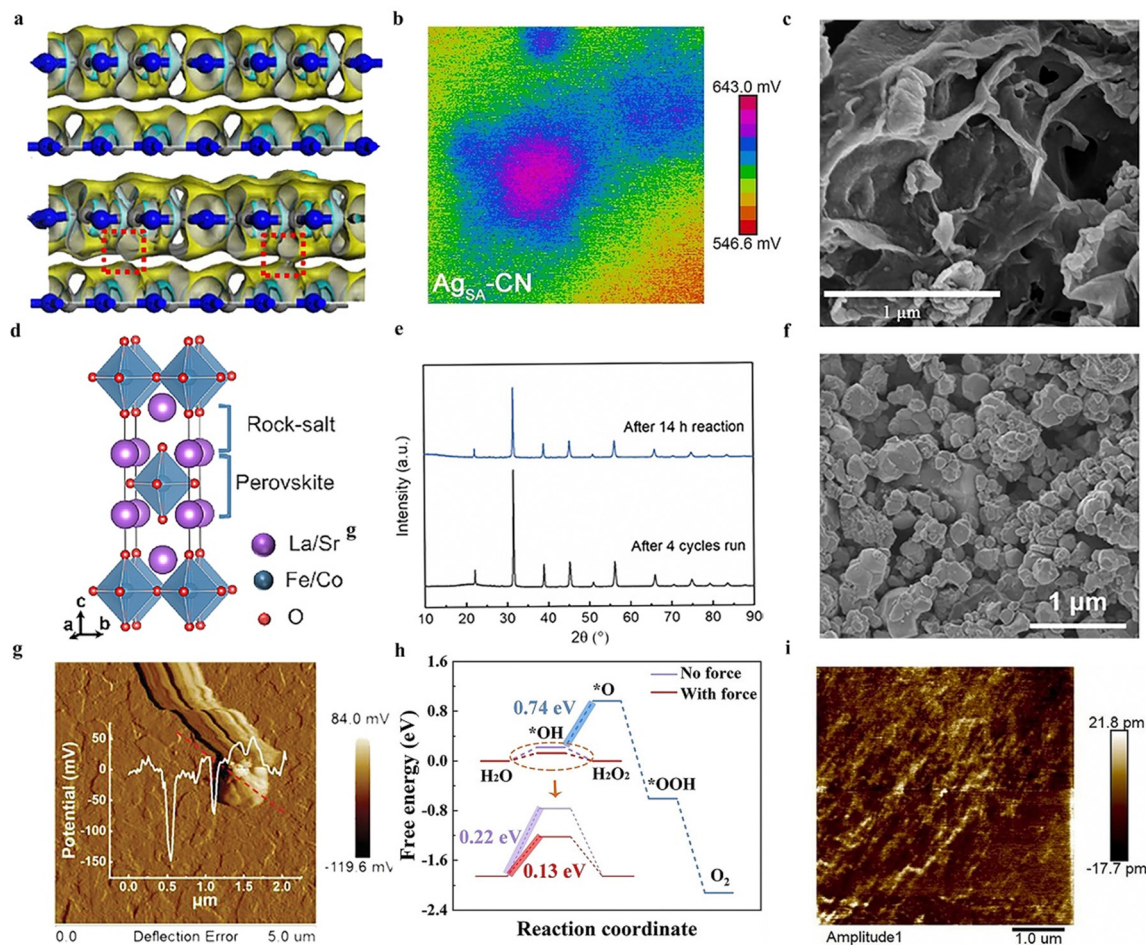 a
b
643.0 mV
546.6 mV
AgSA-CN
c
1 μm
d
Rock-salt
Perovskite
La/Sr
g
Fe/Co
O
c
a
b
e
Intensity (a.u.)
After 14 h reaction
After 4 cycles run
10 20 30 40 50 60 70 80 90
2θ (°)
f
1 μm
g
84.0 mV
-119.6 mV
Potential (mV)
50
0
-50
-100
-150
0.0 0.5 1.0 1.5 2.0
μm
0.0 Deflection Error 5.0 um
h
Free energy (eV)
1.6
0.8
0.0
-0.8
-1.6
-2.4
No force
With force
*O
0.74 eV
*OH
H2O
H2O2
*OOH
0.22 eV
0.13 eV
O2
Reaction coordinate
i
21.8 pm
-17.7 pm
Amplitude1
1.0 um